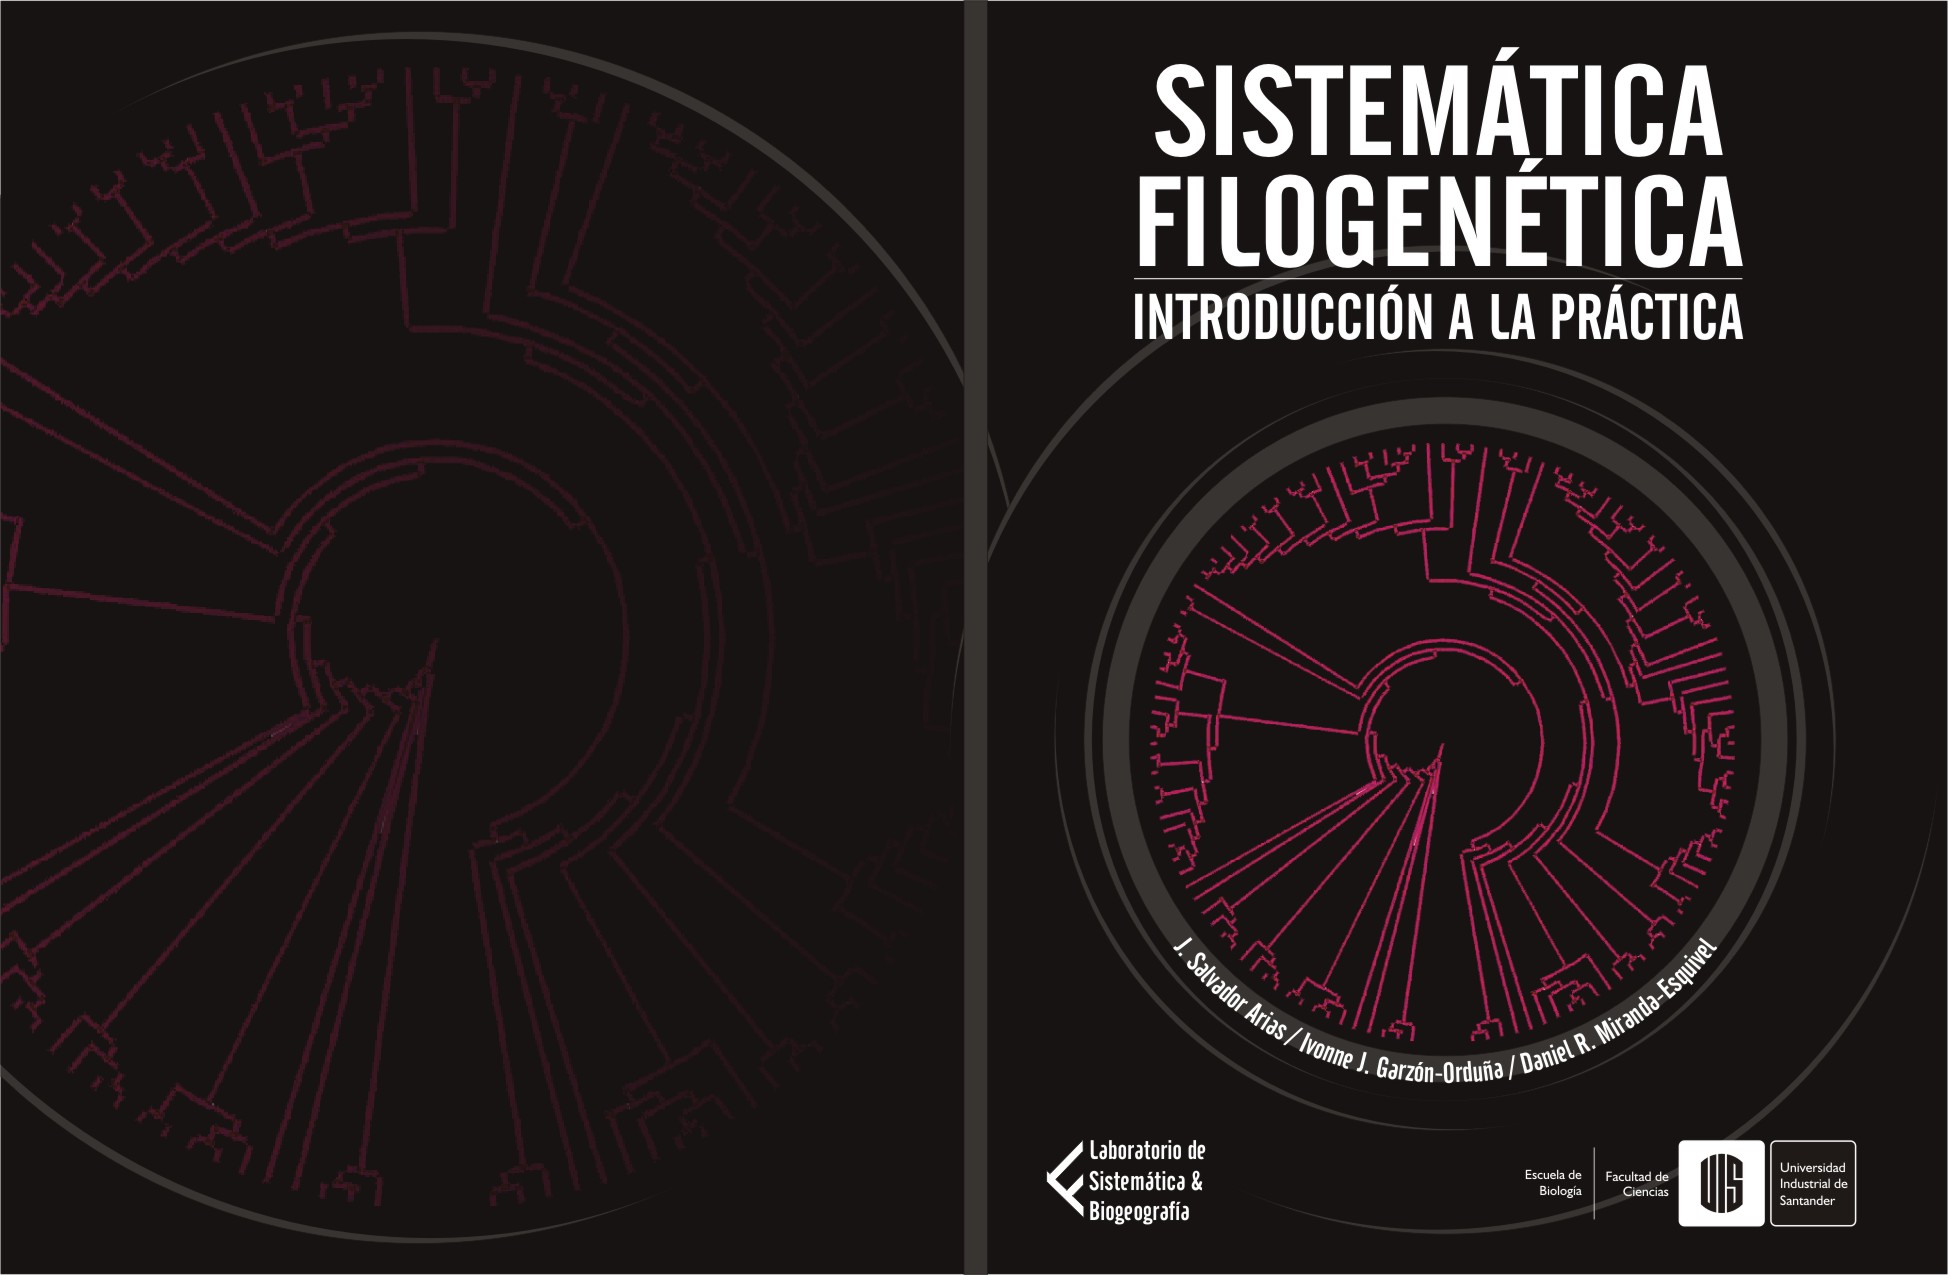 SISTEMÁTICA
FILOGENÉTICA
INTRODUCCIÓN A LA PRÁCTICA
J. Salvador Arias / Ivonne J. Garzón-Orduña / Daniel R. Miranda-Esquivel
Laboratorio de
Sistemática &
Biogeografía
Escuela de
Biología
Facultad de
Ciencias
UIS
Universidad
Industrial de
Santander